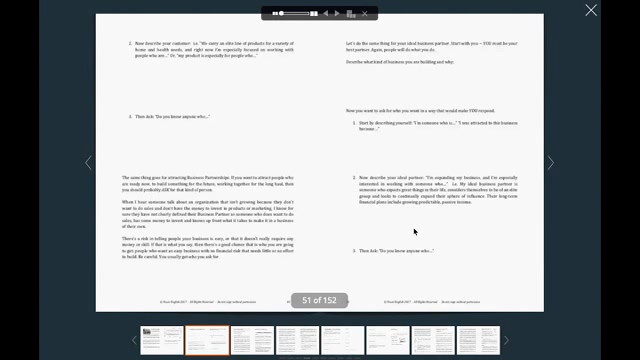 2. Now describe your customer: i.e. "We carry an elite line of products for a variety of
home and health needs, and right now I'm especially focused on working with
people who are..." Or, "my product is especially for people who..."
3. Then Ask: "Do you know anyone who..."
The same thing goes for attracting Business Partnerships: If you want to attract people who
are ready now, to build something for the future, working together for the long haul, then
you should probably ASK for that kind of person.
When I hear someone talk about an organization that isn't growing because they don't
want to do sales and don't have the money to invest in products or marketing, I know for
sure they have not clearly defined their Business Partner as someone who does want to do
sales, has some money to invest and knows up front what it takes to make it in a business
of their own.
There's a risk in telling people your business is easy, or that it doesn't really require any
money or skill. If that is what you say, then there's a good chance that is who you are going
to get: people who want an easy business with no financial risk that needs little or no effort
to build. Be careful. You usually get who you ask for.
Let's do the same thing for your ideal business partner. Start with you – YOU must be your
best partner. Again, people will do what you do.
Describe what kind of business you are building and why:
Now you want to ask for who you want in a way that would make YOU respond.
1. Start by describing yourself: "I'm someone who is..." "I was attracted to this business
because..."
2. Now describe your ideal partner: "I'm expanding my business, and I'm especially
interested in working with someone who..." i.e. My ideal business partner is
someone who expects great things in their life, considers themselves to be of an elite
group and looks to continually expand their sphere of influence. Their long-term
financial plans include growing predictable, passive income.
3. Then Ask: "Do you know anyone who..."
51 of 152